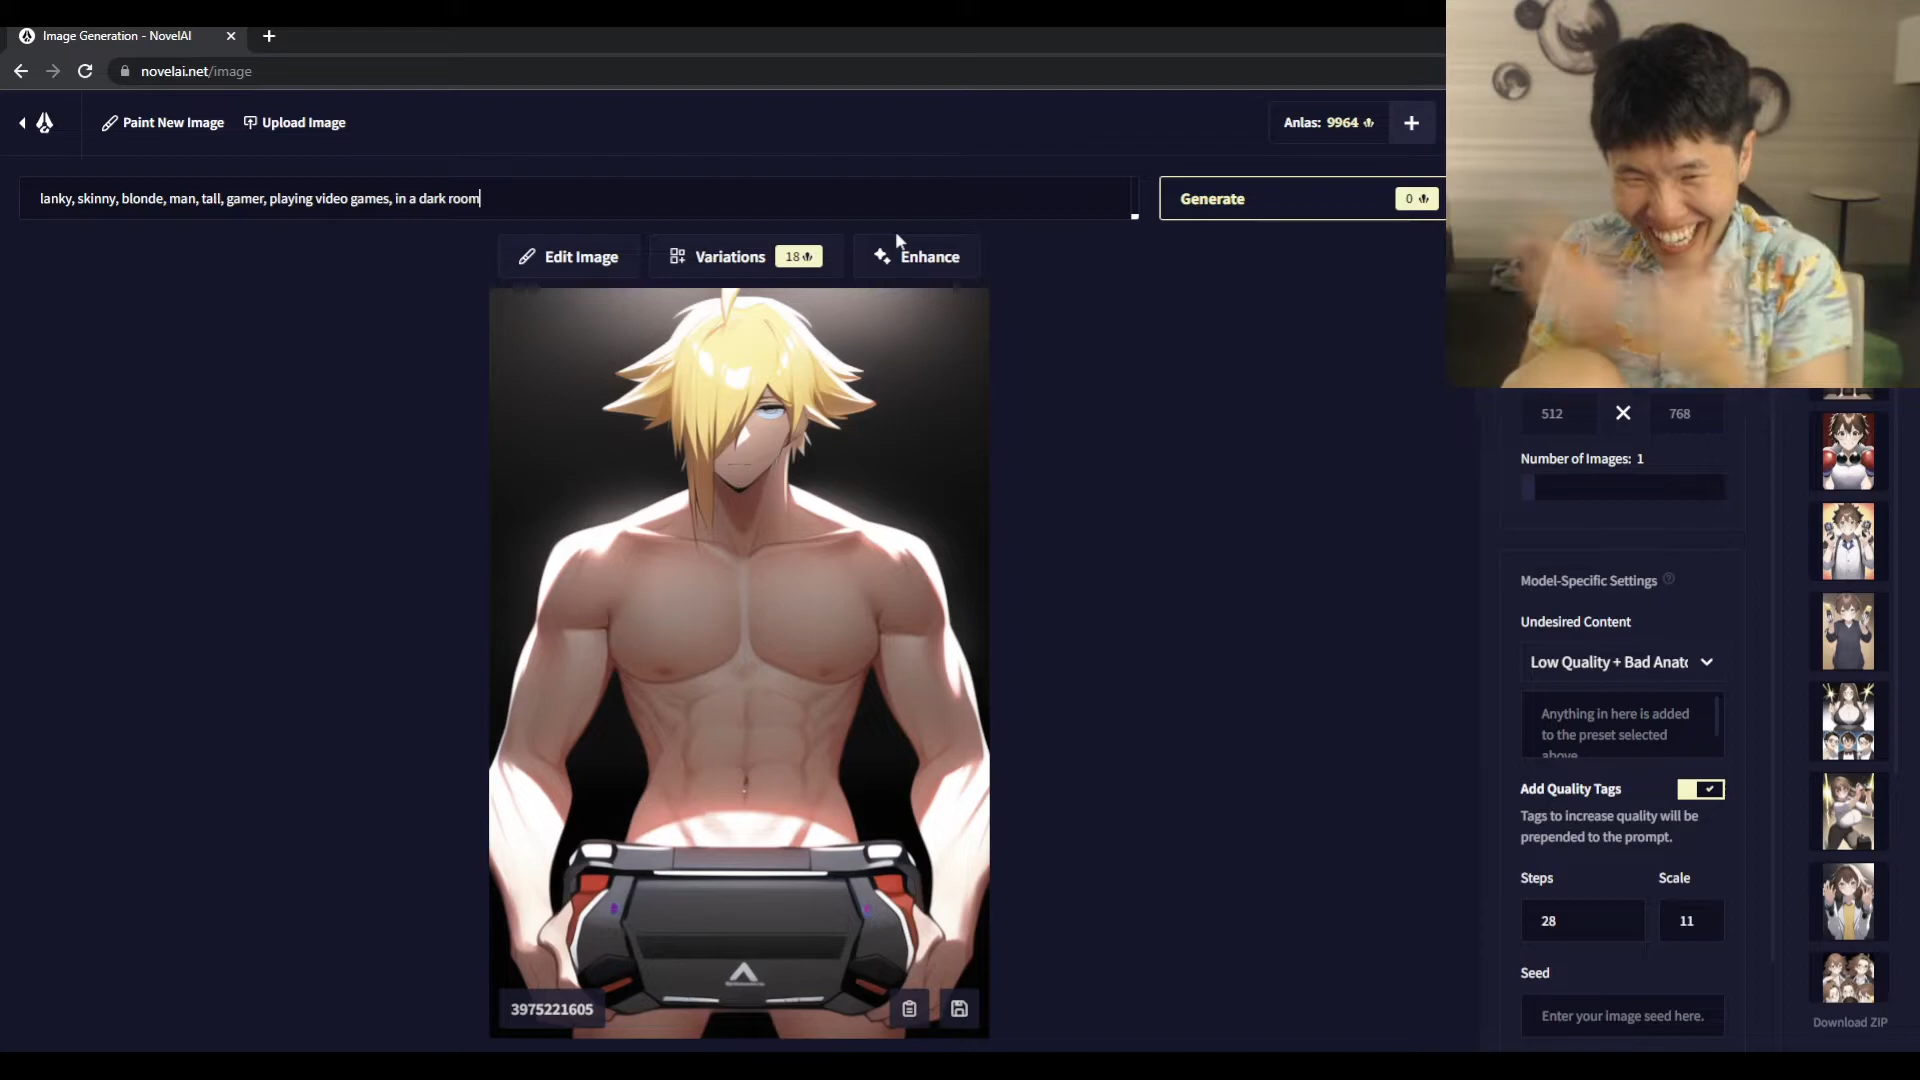 Image Generation - NovelAI
novelai.net/image
Paint New Image
Upload Image
Anlas: 9964
lanky, skinny, blonde, man, tall, gamer, playing video games, in a dark room
Generate
0
Edit Image
Variations
18
Enhance
512
768
Number of Images: 1
Model-Specific Settings
Undesired Content
Low Quality + Bad Anato
Anything in here is added
to the preset selected
above
Add Quality Tags
Tags to increase quality will be
prepended to the prompt.
Steps
Scale
28
11
Seed
Enter your image seed here.
3975221605
Download ZIP